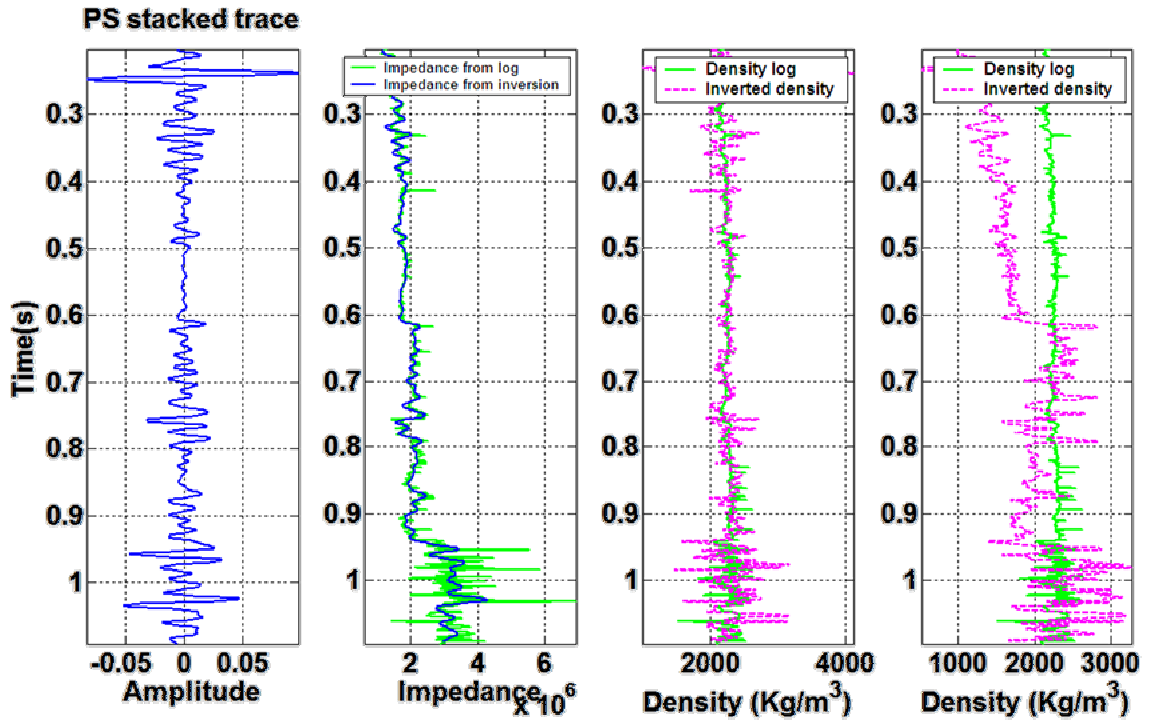 PS stacked trace
Impedance from log
Impedance from inversion
Density log
Inverted density
Density log
Inverted density
0.3 0.3 0.3 0.3
0.4 0.4 0.4 0.4
0.5 0.5 0.5 0.5
Time(s)
0.6 0.6 0.6 0.6
0.7 0.7 0.7 0.7
0.8 0.8 0.8 0.8
0.9 0.9 0.9 0.9
1 1 1 1
-0.05 0 0.05 2 4 6 2000 4000 1000 2000 3000
Amplitude Impedance x 10⁶ Density (Kg/m³) Density (Kg/m³)